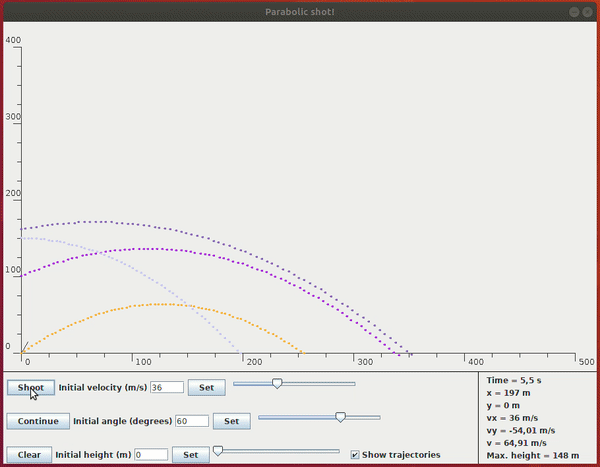 Parabolic shot!
400
300
200
100
0
0 100 200 300 400 500
Shoot Initial velocity (m/s) 36 Set
Continue Initial angle (degrees) 60 Set
Clear Initial height (m) 0 Set Show trajectories
Time = 5,5 s
x = 197 m
y = 0 m
vx = 36 m/s
vy = -54,01 m/s
v = 64,91 m/s
Max. height = 148 m